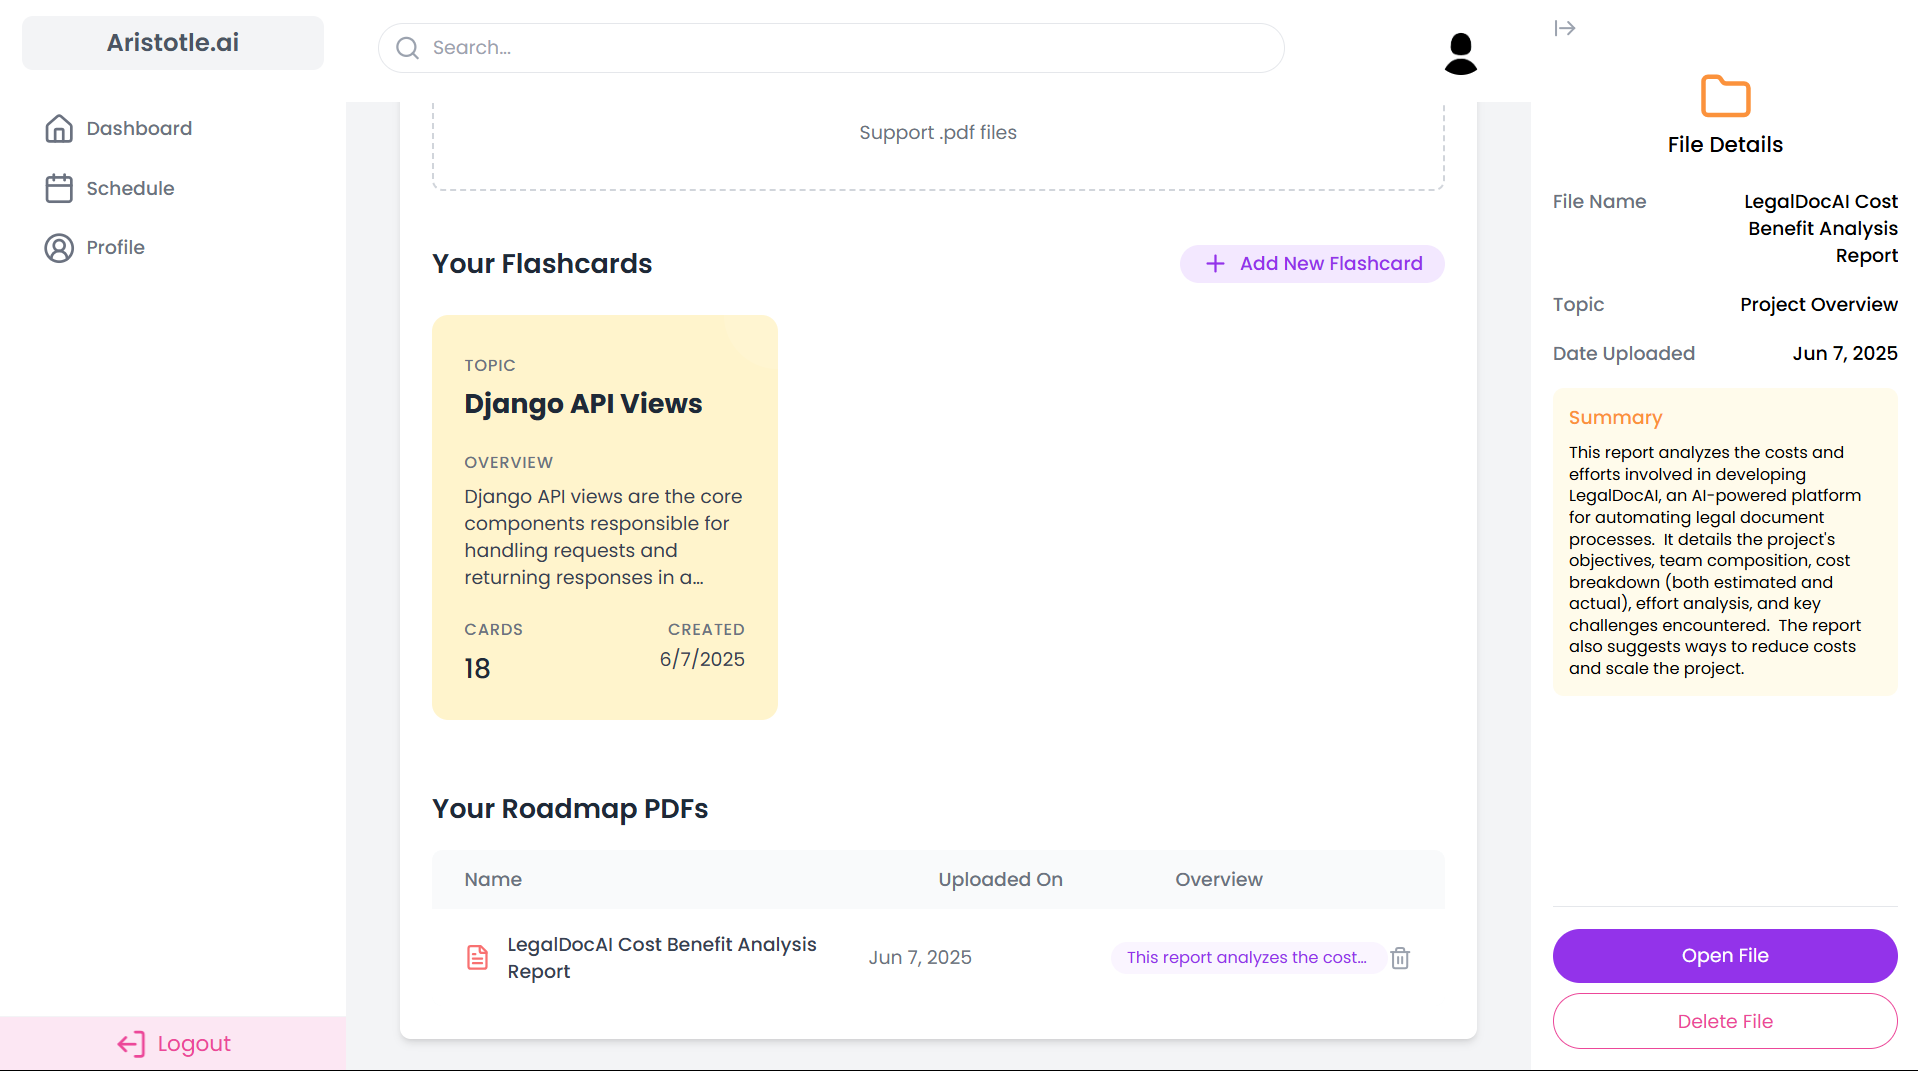 Aristotle.ai
Dashboard
Schedule
Profile
Logout
Search...
Support .pdf files
Your Flashcards
Add New Flashcard
TOPIC
Django API Views
OVERVIEW
Django API views are the core
components responsible for
handling requests and
returning responses in a...
CARDS
CREATED
18
6/7/2025
Your Roadmap PDFs
Name
Uploaded On
Overview
LegalDocAI Cost Benefit Analysis
Report
Jun 7, 2025
This report analyzes the cost...
File Details
File Name
LegalDocAI Cost
Benefit Analysis
Report
Topic
Project Overview
Date Uploaded
Jun 7, 2025
Summary
This report analyzes the costs and
efforts involved in developing
LegalDocAI, an AI-powered platform
for automating legal document
processes.  It details the project's
objectives, team composition, cost
breakdown (both estimated and
actual), effort analysis, and key
challenges encountered.  The report
also suggests ways to reduce costs
and scale the project.
Open File
Delete File